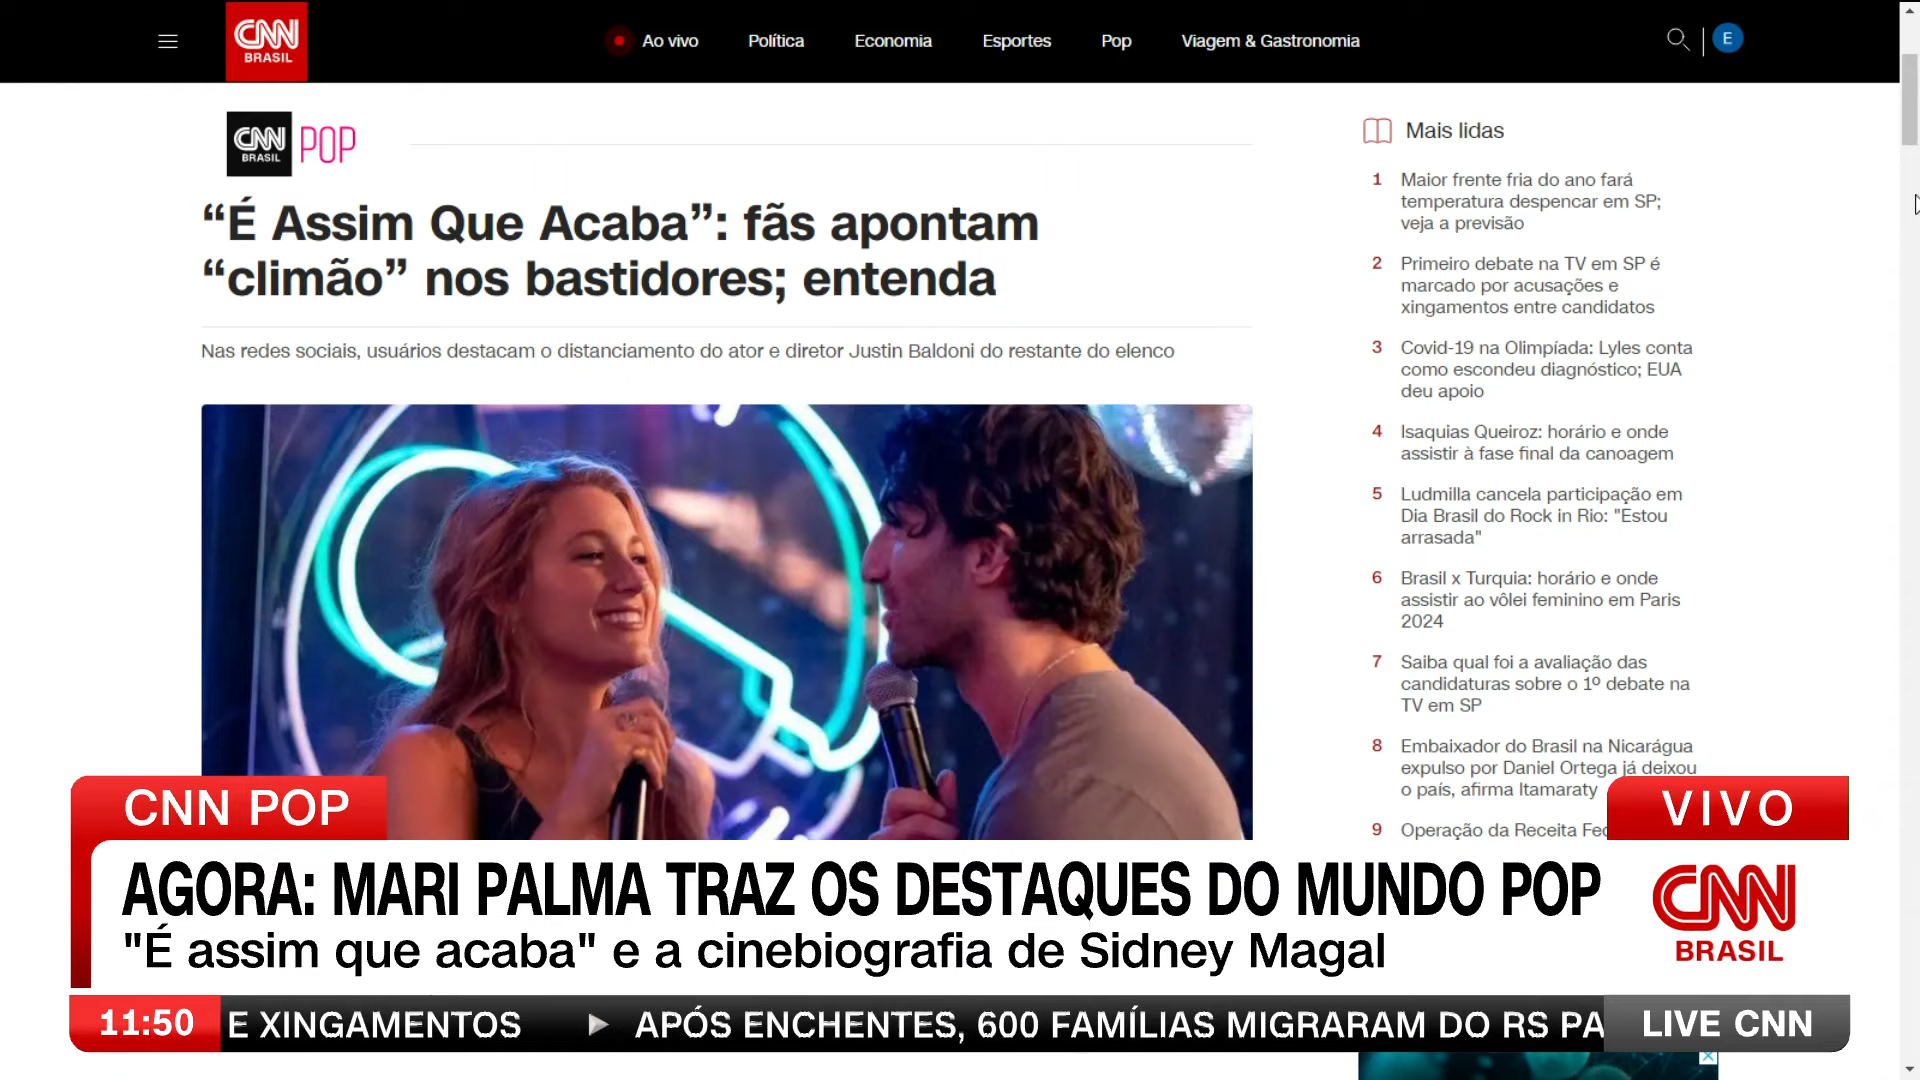 CNN
BRASIL
Ao vivo
Política
Economia
Esportes
Pop
Viagem & Gastronomia
E
CNN
BRASIL
POP
“É Assim Que Acaba”: fãs apontam
“climão” nos bastidores; entenda
Nas redes sociais, usuários destacam o distanciamento do ator e diretor Justin Baldoni do restante do elenco
Mais lidas
1 Maior frente fria do ano fará
temperatura despencar em SP;
veja a previsão
2 Primeiro debate na TV em SP é
marcado por acusações e
xingamentos entre candidatos
3 Covid-19 na Olimpíada: Lyles conta
como escondeu diagnóstico; EUA
deu apoio
4 Isaquias Queiroz: horário e onde
assistir à fase final da canoagem
5 Ludmilla cancela participação em
Dia Brasil do Rock in Rio: "Estou
arrasada"
6 Brasil x Turquia: horário e onde
assistir ao vôlei feminino em Paris
2024
7 Saiba qual foi a avaliação das
candidaturas sobre o 1º debate na
TV em SP
8 Embaixador do Brasil na Nicarágua
expulso por Daniel Ortega já deixou
o país, afirma Itamaraty
9 Operação da Receita
CNN POP
VIVO
AGORA: MARI PALMA TRAZ OS DESTAQUES DO MUNDO POP
"É assim que acaba" e a cinebiografia de Sidney Magal
CNN
BRASIL
11:50
E XINGAMENTOS
APÓS ENCHENTES, 600 FAMÍLIAS MIGRARAM DO RS PA
LIVE CNN